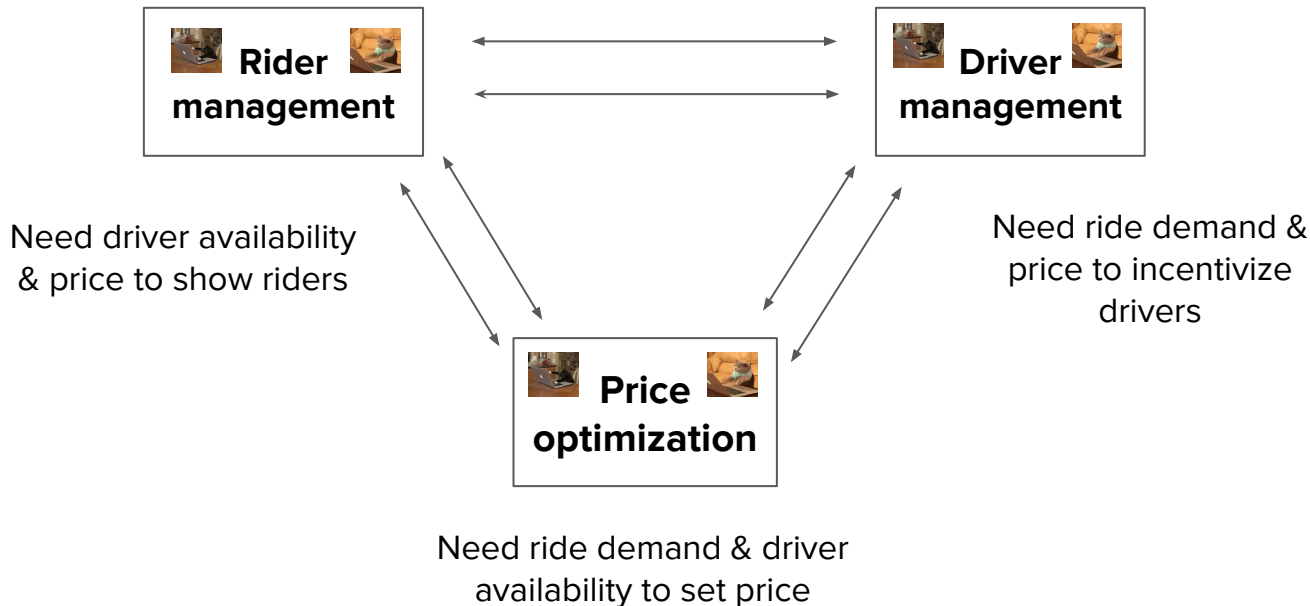 Rider
management
Driver
management
Need driver availability
& price to show riders
Need ride demand &
price to incentivize
drivers
Price
optimization
Need ride demand & driver
availability to set price